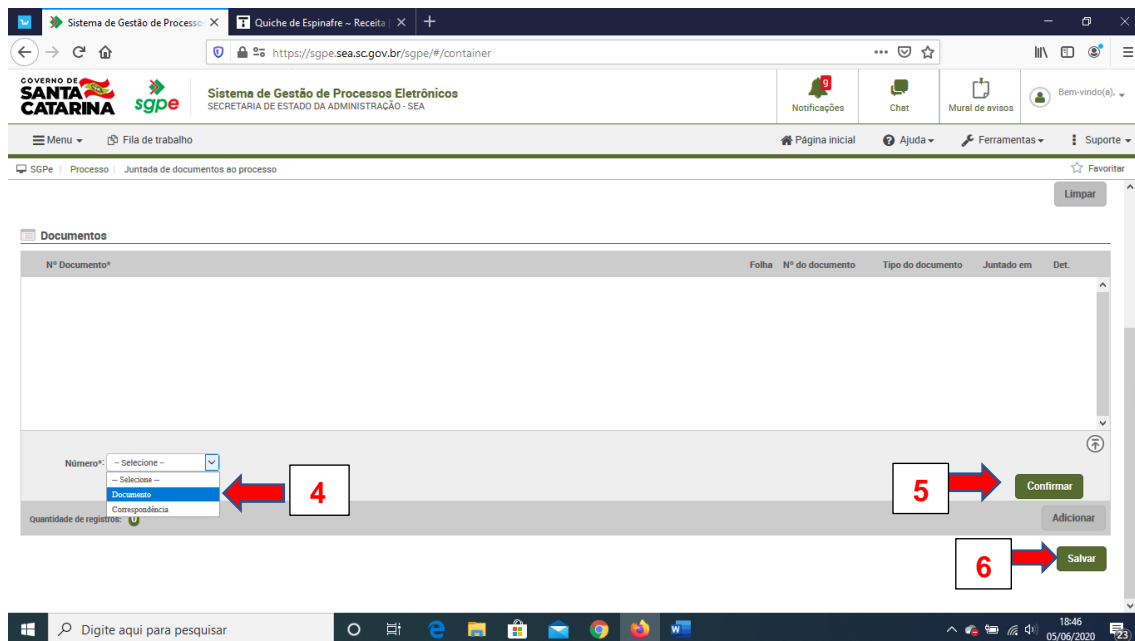 Sistema de Gestão de Processo
Quiche de Espinafre ~ Receita |
https://sgpe.sea.sc.gov.br/sgpe/#/container
GOVERNO DE
SANTA
CATARINA
sgpe
Sistema de Gestão de Processos Eletrônicos
SECRETARIA DE ESTADO DA ADMINISTRAÇÃO - SEA
9
Notificações
Chat
Mural de avisos
Bem-vindo(a),
Menu
Fila de trabalho
Página inicial
Ajuda
Ferramentas
Suporte
SGPe | Processo | Juntada de documentos ao processo
Favoritar
Limpar
Documentos
Nº Documento* Folha Nº do documento Tipo do documento Juntado em Det.
Número*: -- Selecione --
-- Selecione --
Documento
Correspondência
4
5
Confirmar
Quantidade de registros: 0
Adicionar
6
Salvar
Digite aqui para pesquisar
18:46
05/06/2020
23